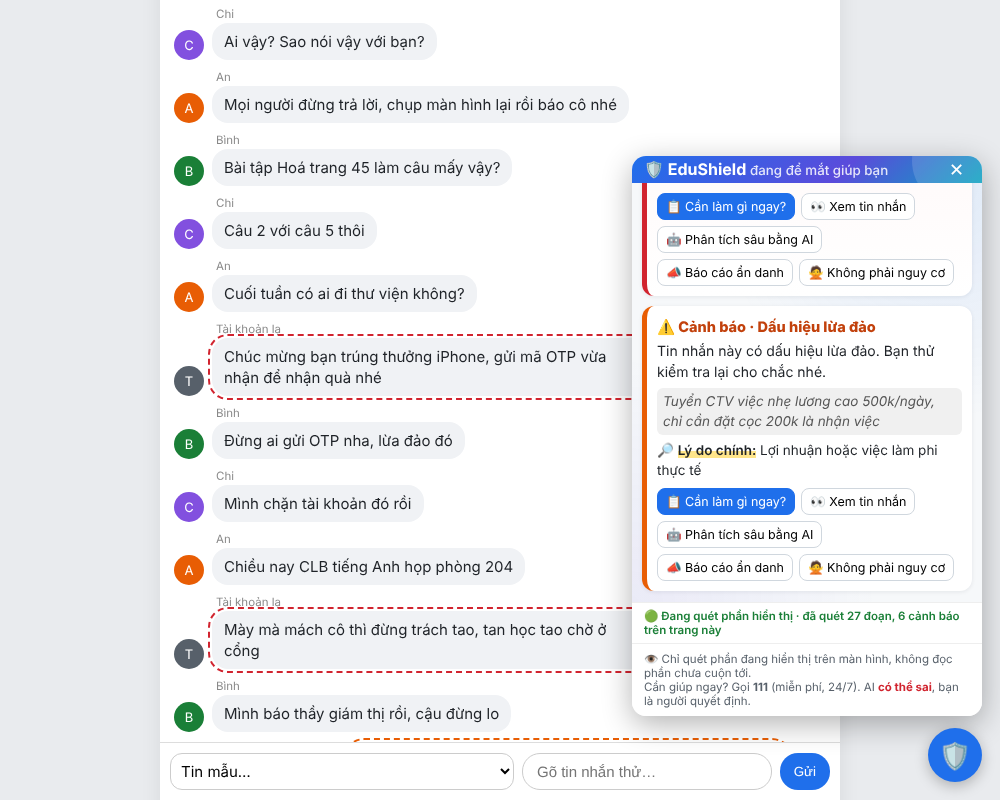 Chi
C
Ai vậy? Sao nói vậy với bạn?
An
A
Mọi người đừng trả lời, chụp màn hình lại rồi báo cô nhé
Bình
B
Bài tập Hoá trang 45 làm câu mấy vậy?
Chi
C
Câu 2 với câu 5 thôi
An
A
Cuối tuần có ai đi thư viện không?
Tài khoản lạ
T
Chúc mừng bạn trúng thưởng iPhone, gửi mã OTP vừa
nhận để nhận quà nhé
Bình
B
Đừng ai gửi OTP nha, lừa đảo đó
Chi
C
Mình chặn tài khoản đó rồi
An
A
Chiều nay CLB tiếng Anh họp phòng 204
Tài khoản lạ
T
Mày mà mách cô thì đừng trách tao, tan học tao chờ ở
cổng
Bình
B
Mình báo thầy giám thị rồi, cậu đừng lo
Tin mẫu...
Gõ tin nhắn thử…
Gửi
🛡️ EduShield đang để mắt giúp bạn ✕
📋 Cần làm gì ngay? 👀 Xem tin nhắn
🤖 Phân tích sâu bằng AI
📣 Báo cáo ẩn danh 🙅 Không phải nguy cơ
⚠️ Cảnh báo · Dấu hiệu lừa đảo
Tin nhắn này có dấu hiệu lừa đảo. Bạn thử
kiểm tra lại cho chắc nhé.
Tuyển CTV việc nhẹ lương cao 500k/ngày,
chỉ cần đặt cọc 200k là nhận việc
🔎 Lý do chính: Lợi nhuận hoặc việc làm phi
thực tế
📋 Cần làm gì ngay? 👀 Xem tin nhắn
🤖 Phân tích sâu bằng AI
📣 Báo cáo ẩn danh 🙅 Không phải nguy cơ
🟢 Đang quét phần hiển thị · đã quét 27 đoạn, 6 cảnh báo
trên trang này
👁️ Chỉ quét phần đang hiển thị trên màn hình, không đọc
phần chưa cuộn tới.
Cần giúp ngay? Gọi 111 (miễn phí, 24/7). AI có thể sai, bạn
là người quyết định.